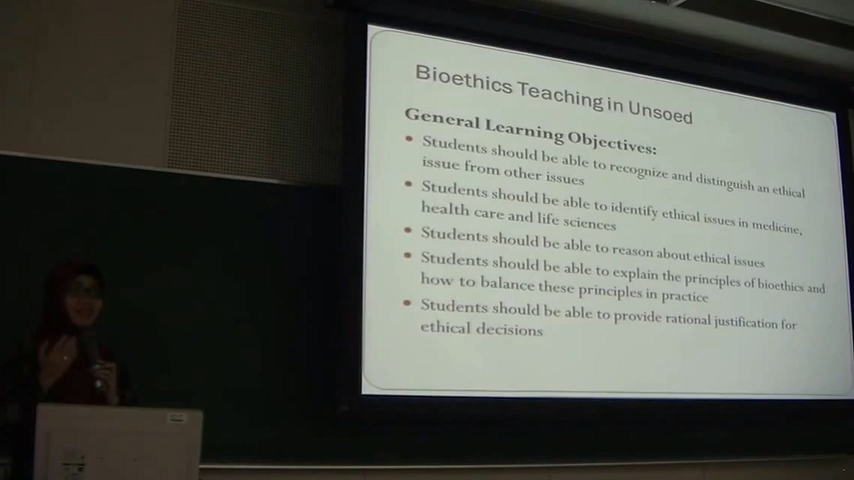 Bioethics Teaching in Unsoed
General Learning Objectives:
• Students should be able to recognize and distinguish an ethical
issue from other issues
• Students should be able to identify ethical issues in medicine,
health care and life sciences
• Students should be able to reason about ethical issues
• Students should be able to explain the principles of bioethics and
how to balance these principles in practice
• Students should be able to provide rational justification for
ethical decisions